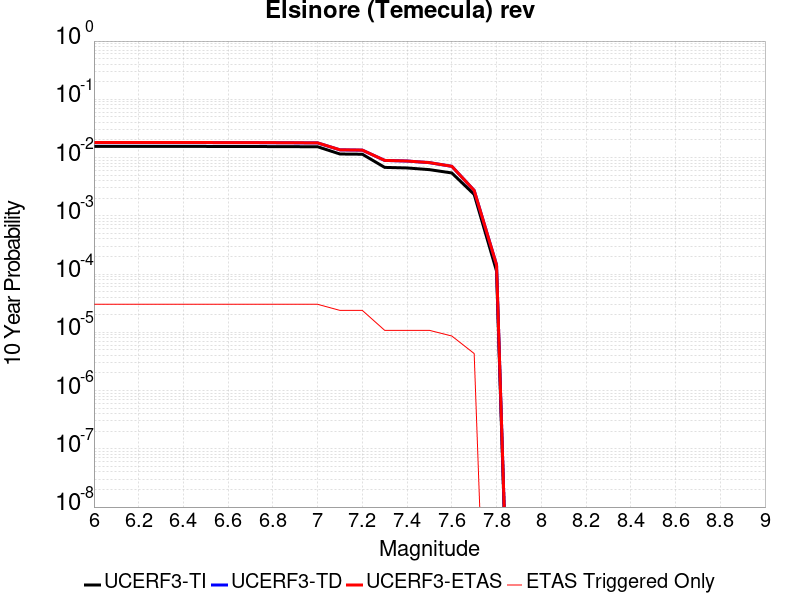 Elsinore (Temecula) rev
10 0
10 -1
10 -2
10 -3
10 -4
10 -5
10 -6
10 -7
10 -8
10 Year Probability
6 6.2 6.4 6.6 6.8 7 7.2 7.4 7.6 7.8 8 8.2 8.4 8.6 8.8 9
Magnitude
UCERF3-TI UCERF3-TD UCERF3-ETAS ETAS Triggered Only